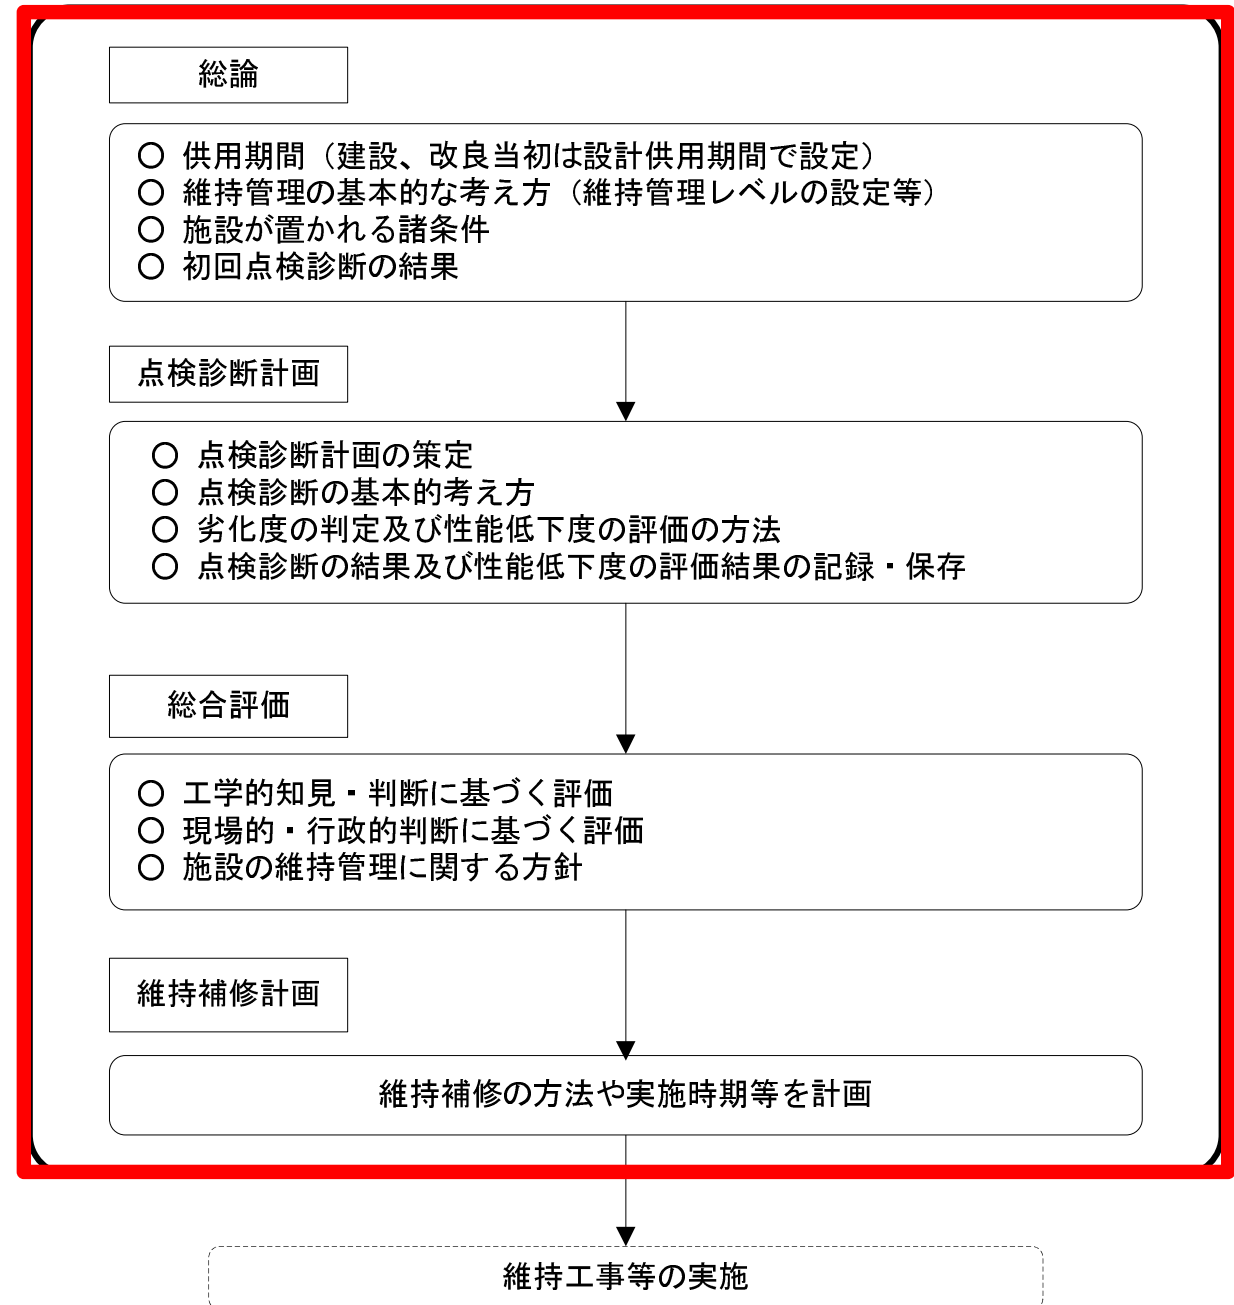 総論
○ 供用期間（建設、改良当初は設計供用期間で設定）
○ 維持管理の基本的な考え方（維持管理レベルの設定等）
○ 施設が置かれる諸条件
○ 初回点検診断の結果
点検診断計画
○ 点検診断計画の策定
○ 点検診断の基本的考え方
○ 劣化度の判定及び性能低下度の評価の方法
○ 点検診断の結果及び性能低下度の評価結果の記録・保存
総合評価
○ 工学的知見・判断に基づく評価
○ 現場的・行政的判断に基づく評価
○ 施設の維持管理に関する方針
維持補修計画
維持補修の方法や実施時期等を計画
維持工事等の実施